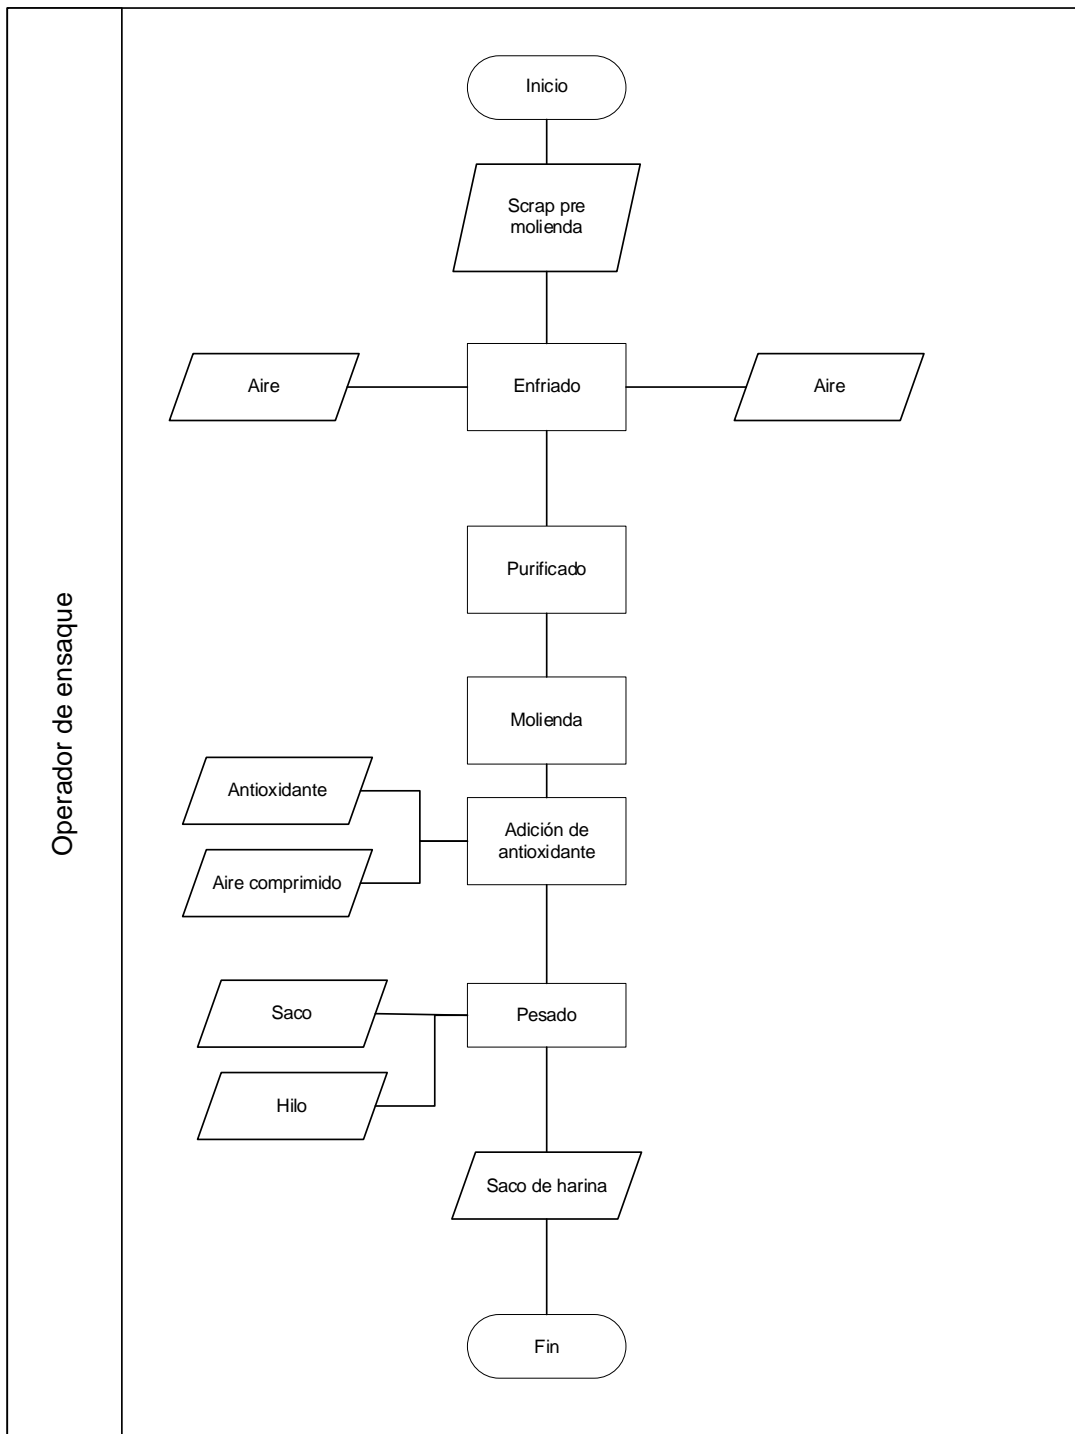 Operador de ensaque
Inicio
Scrap pre
molienda
Aire
Enfriado
Aire
Purificado
Molienda
Antioxidante
Adición de
antioxidante
Aire comprimido
Saco
Pesado
Hilo
Saco de harina
Fin